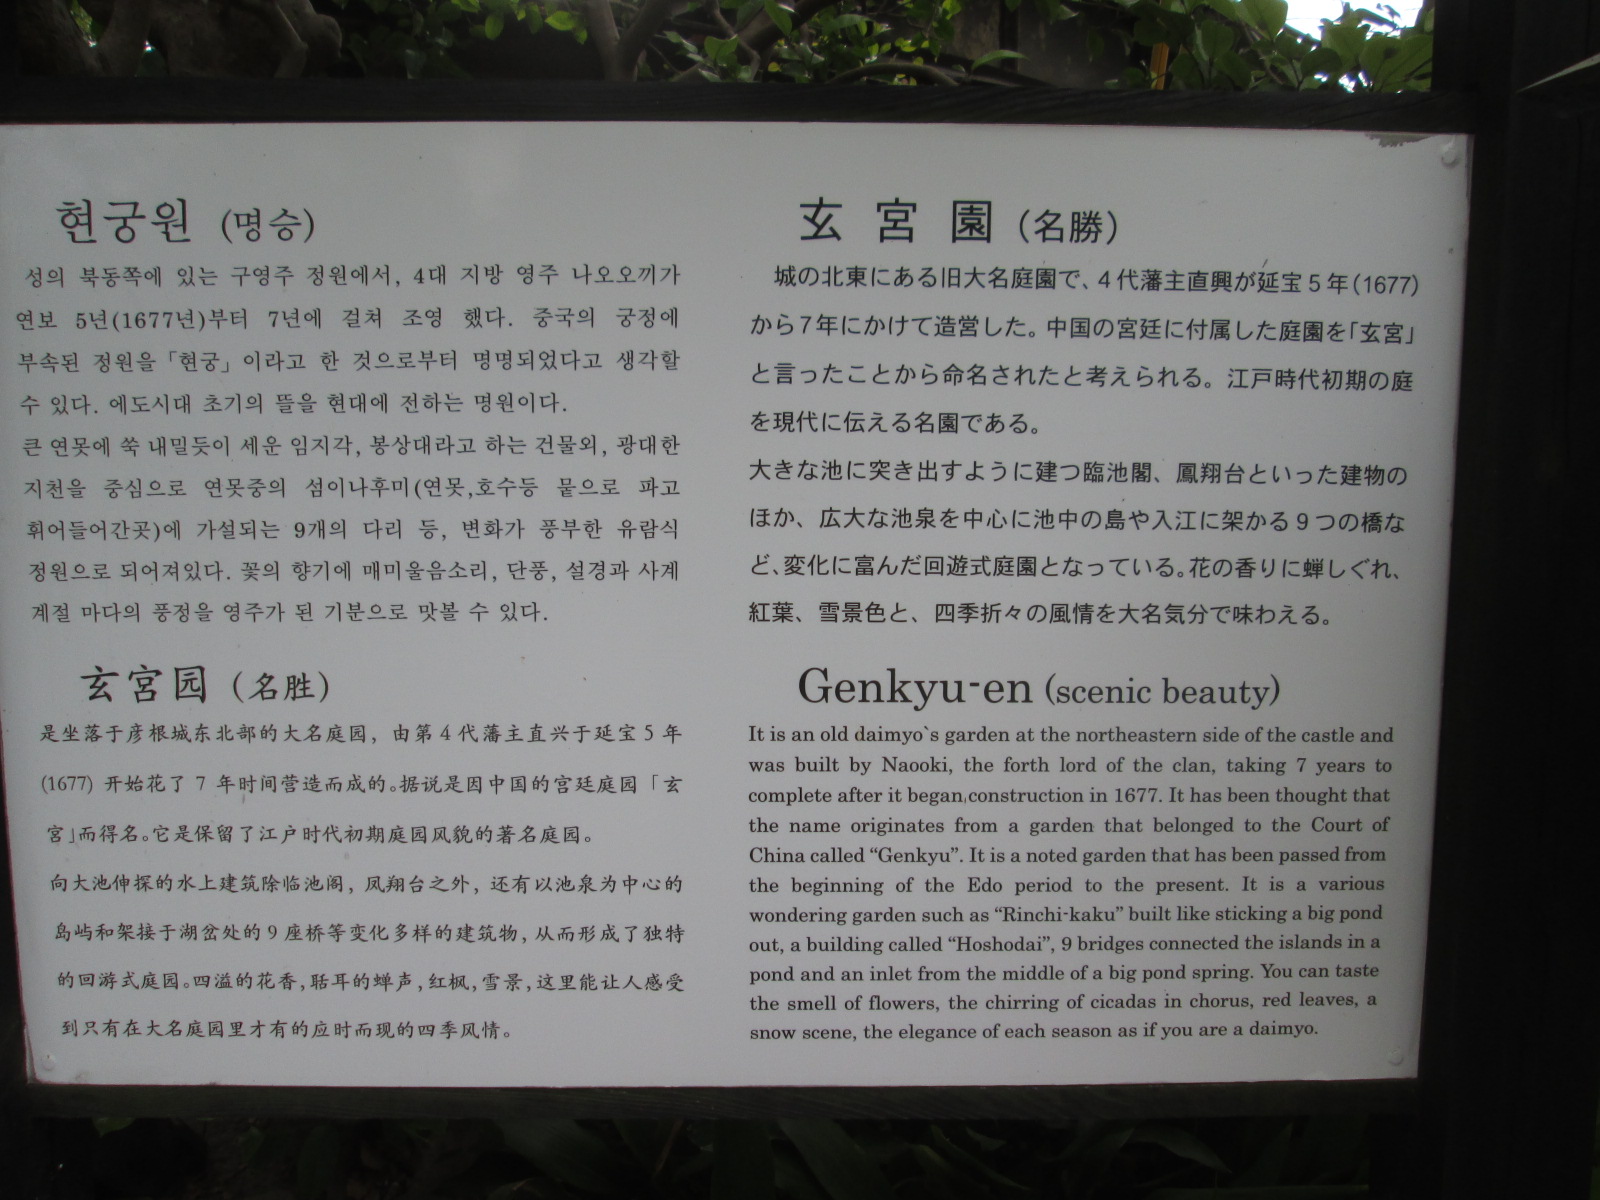 현궁원 (명승)
성의 북동쪽에 있는 구영주 정원에서, 4대 지방 영주 나오오끼가
연보 5년(1677년)부터 7년에 걸쳐 조영 했다. 중국의 궁정에
부속된 정원을 「현궁」 이라고 한 것으로부터 명명되었다고 생각할
수 있다. 에도시대 초기의 뜰을 현대에 전하는 명원이다.
큰 연못에 쑥 내밀듯이 세운 임지각, 봉상대라고 하는 건물외, 광대한
지천을 중심으로 연못중의 섬이나후미(연못,호수등 뭍으로 파고
휘어들어간곳)에 가설되는 9개의 다리 등, 변화가 풍부한 유람식
정원으로 되어져있다. 꽃의 향기에 매미울음소리, 단풍, 설경과 사계
계절 마다의 풍정을 영주가 된 기분으로 맛볼 수 있다.
玄宮园 (名胜)
是坐落于彦根城东北部的大名庭园, 由第 4 代藩主直兴于延宝 5 年
(1677) 开始花了 7 年时间营造而成的。据说是因中国的宫廷庭园「玄
宮」而得名。它是保留了江户时代初期庭园风貌的著名庭园。
向大池伸探的水上建筑除临池阁, 凤翔台之外, 还有以池泉为中心的
岛屿和架接于湖岔处的 9 座桥等变化多样的建筑物, 从而形成了独特
的回游式庭园。四溢的花香, 聒耳的蝉声, 红枫, 雪景, 这里能让人感受
到只有在大名庭园里才有的应时而现的四季风情。
玄宮園 (名勝)
城の北東にある旧大名庭園で、4代藩主直興が延宝5年(1677)
から7年にかけて造営した。中国の宮廷に付属した庭園を「玄宮」
と言ったことから命名されたと考えられる。江戸時代初期の庭
を現代に伝える名園である。
大きな池に突き出すように建つ臨池閣、鳳翔台といった建物の
ほか、広大な池泉を中心に池中の島や入江に架かる9つの橋な
ど、変化に富んだ回遊式庭園となっている。花の香りに蝉しぐれ、
紅葉、雪景色と、四季折々の風情を大名気分で味わえる。
Genkyu-en (scenic beauty)
It is an old daimyo`s garden at the northeastern side of the castle and
was built by Naooki, the forth lord of the clan, taking 7 years to
complete after it began construction in 1677. It has been thought that
the name originates from a garden that belonged to the Court of
China called “Genkyu”. It is a noted garden that has been passed from
the beginning of the Edo period to the present. It is a various
wondering garden such as “Rinchi-kaku” built like sticking a big pond
out, a building called “Hoshodai”, 9 bridges connected the islands in a
pond and an inlet from the middle of a big pond spring. You can taste
the smell of flowers, the chirring of cicadas in chorus, red leaves, a
snow scene, the elegance of each season as if you are a daimyo.